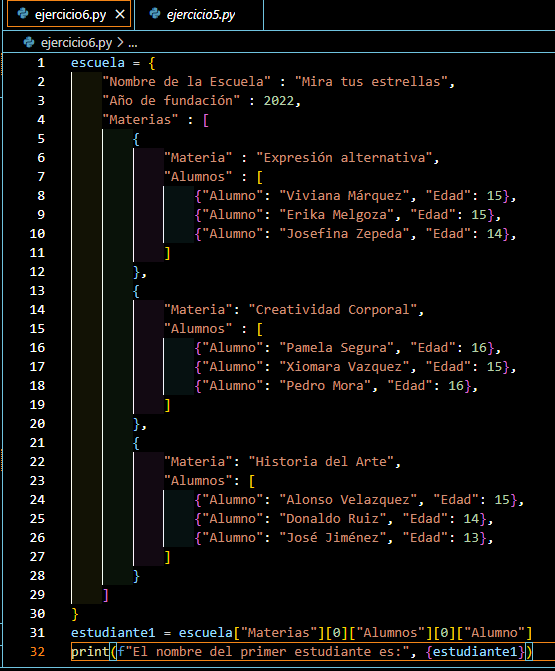 ejercicio6.py × ejercicio5.py
ejercicio6.py > ...
1 escuela = {
2     "Nombre de la Escuela" : "Mira tus estrellas",
3     "Año de fundación" : 2022,
4     "Materias" : [
5         {
6             "Materia" : "Expresión alternativa",
7             "Alumnos" : [
8                 {"Alumno": "Viviana Márquez", "Edad": 15},
9                 {"Alumno": "Erika Melgoza", "Edad": 15},
10                 {"Alumno": "Josefina Zepeda", "Edad": 14},
11             ]
12         },
13         {
14             "Materia": "Creatividad Corporal",
15             "Alumnos" : [
16                 {"Alumno": "Pamela Segura", "Edad": 16},
17                 {"Alumno": "Xiomara Vazquez", "Edad": 15},
18                 {"Alumno": "Pedro Mora", "Edad": 16},
19             ]
20         },
21         {
22             "Materia": "Historia del Arte",
23             "Alumnos": [
24                 {"Alumno": "Alonso Velazquez", "Edad": 15},
25                 {"Alumno": "Donaldo Ruiz", "Edad": 14},
26                 {"Alumno": "José Jiménez", "Edad": 13},
27             ]
28         }
29     ]
30 }
31 estudiante1 = escuela["Materias"][0]["Alumnos"][0]["Alumno"]
32 print(f"El nombre del primer estudiante es:", {estudiante1})